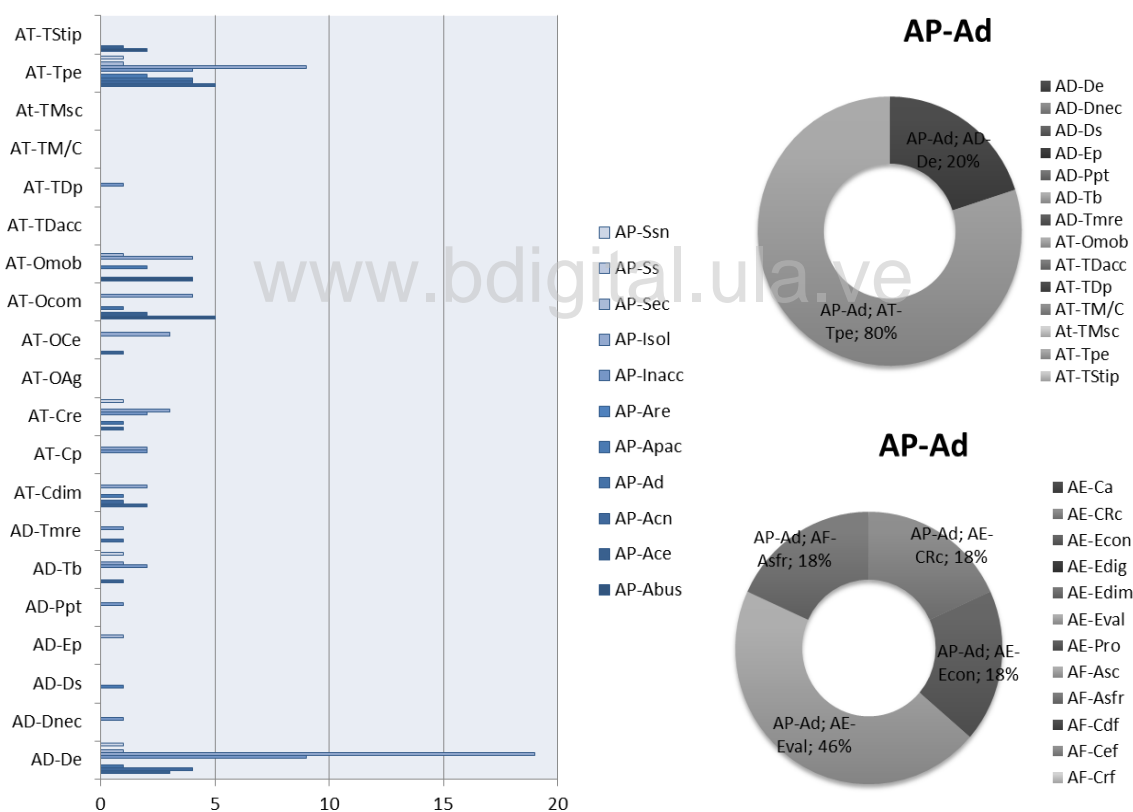 AT-TStip
AT-Tpe
At-TMsc
AT-TM/C
AT-TDp
AT-TDacc
AT-Omob
AT-Ocom
AT-OCe
AT-OAg
AT-Cre
AT-Cp
AT-Cdim
AD-Tmre
AD-Tb
AD-Ppt
AD-Ep
AD-Ds
AD-Dnec
AD-De
0 5 10 15 20
AP-Ssn
AP-Ss
AP-Sec
AP-Isol
AP-Inacc
AP-Are
AP-Apac
AP-Ad
AP-Acn
AP-Ace
AP-Abus
www.bdigital.ula.ve
AP-Ad
AP-Ad; AD-
De; 20%
AP-Ad; AT-
Tpe; 80%
AD-De
AD-Dnec
AD-Ds
AD-Ep
AD-Ppt
AD-Tb
AD-Tmre
AT-Omob
AT-TDacc
AT-TDp
AT-TM/C
At-TMsc
AT-Tpe
AT-TStip
AP-Ad
AP-Ad; AF-
Asfr; 18%
AP-Ad; AE-
CRc; 18%
AP-Ad; AE-
Econ; 18%
AP-Ad; AE-
Eval; 46%
AE-Ca
AE-CRc
AE-Econ
AE-Edig
AE-Edim
AE-Eval
AE-Pro
AF-Asc
AF-Asfr
AF-Cdf
AF-Cef
AF-Crf